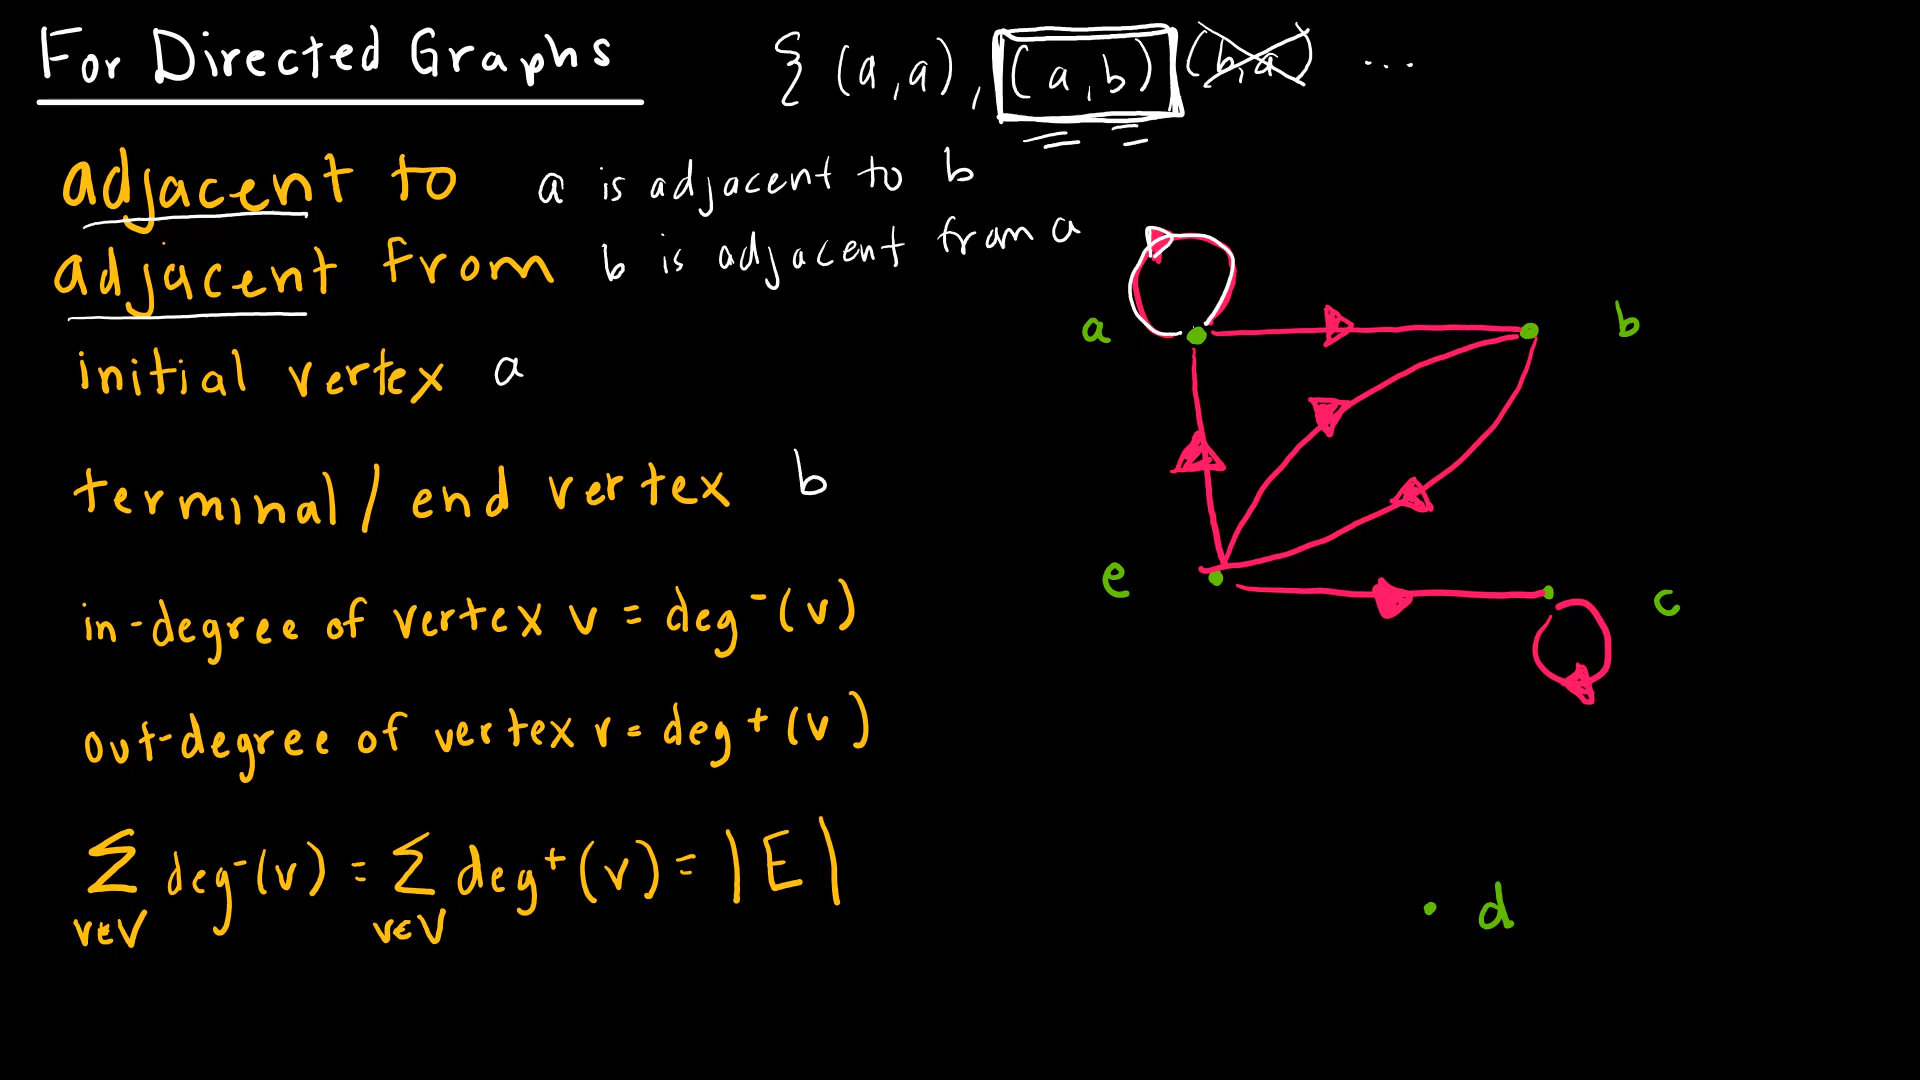 For Directed Graphs
{ (a,a), (a,b) (b,a) ...
adjacent to a is adjacent to b
adjacent from b is adjacent from a
initial vertex a
terminal / end vertex b
in-degree of vertex v = deg⁻(v)
out-degree of vertex v = deg⁺(v)
∑ deg⁻(v) = ∑ deg⁺(v) = |E|
v∈V v∈V
a
b
e
c
d